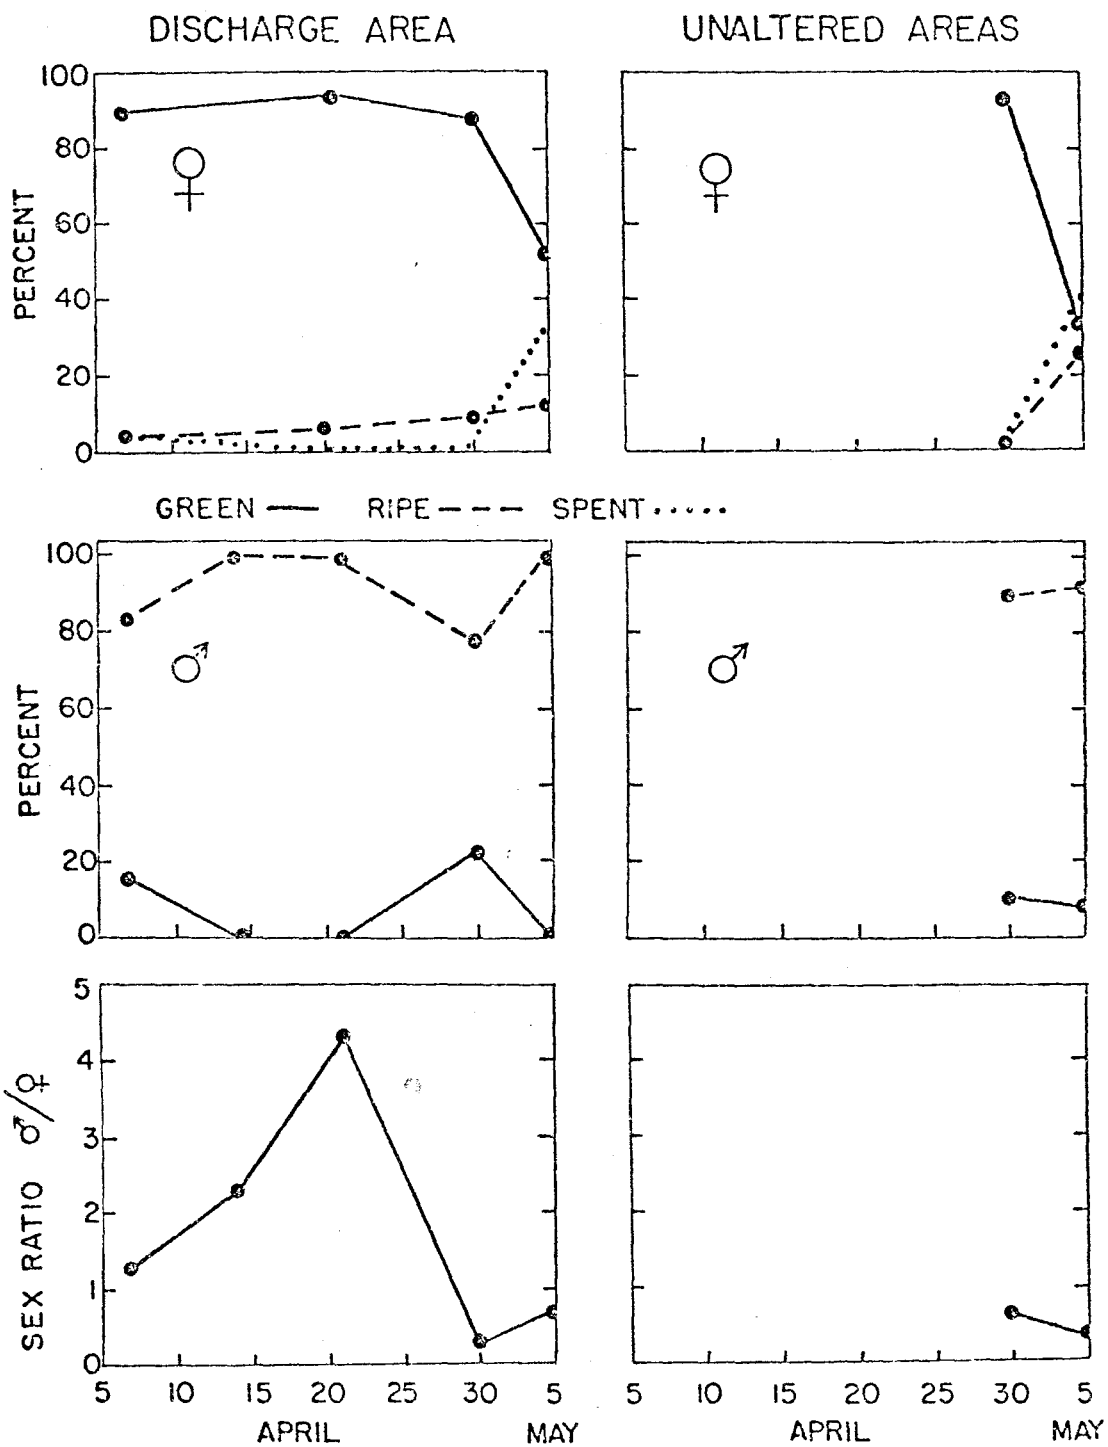 DISCHARGE AREA UNALTERED AREAS
100
80
60
40
20
0
PERCENT
♀ ♀
GREEN RIPE SPENT
100
80
60
40
20
0
PERCENT
♂ ♂
5
4
3
2
1
0
SEX RATIO ♂/♀
5 10 15 20 25 30 5 5 10 15 20 25 30 5
APRIL MAY APRIL MAY